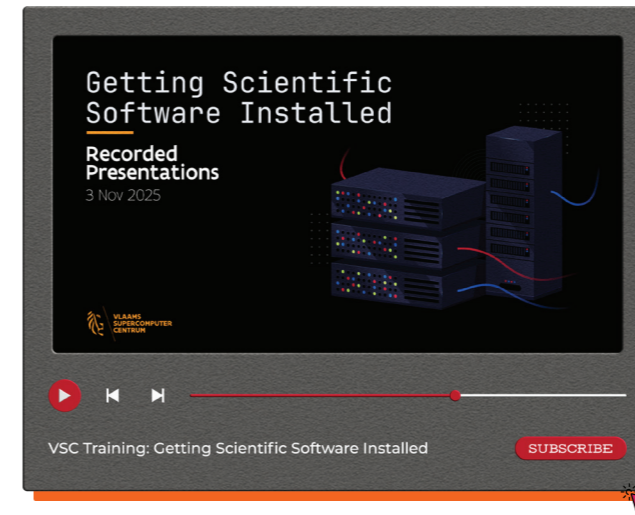 Getting Scientific
Software Installed
Recorded
Presentations
3 Nov 2025
VLAAMS
SUPERCOMPUTER
CENTRUM
VSC Training: Getting Scientific Software Installed
SUBSCRIBE